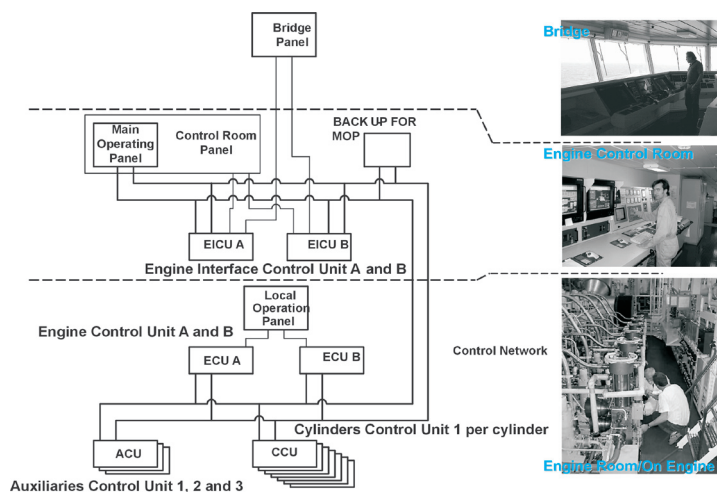 Bridge
Panel
Bridge
Main
Operating
Panel
Control Room
Panel
BACK UP FOR
MOP
Engine Control Room
EICU A
EICU B
Engine Interface Control Unit A and B
Local
Operation
Panel
Engine Control Unit A and B
ECU A
ECU B
Control Network
Cylinders Control Unit 1 per cylinder
ACU
CCU
Engine Room/On Engine
Auxiliaries Control Unit 1, 2 and 3